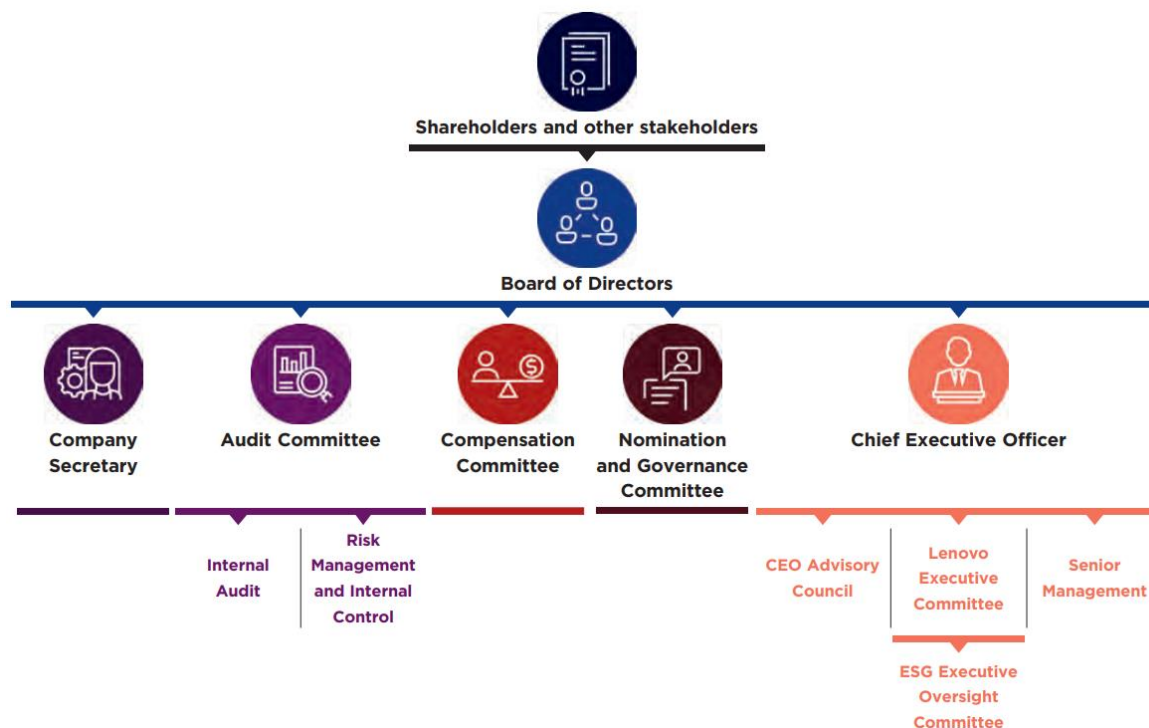 Shareholders and other stakeholders
Board of Directors
Company
Secretary
Audit Committee
Compensation
Committee
Nomination
and Governance
Committee
Chief Executive Officer
Internal
Audit
Risk
Management
and Internal
Control
CEO Advisory
Council
Lenovo
Executive
Committee
Senior
Management
ESG Executive
Oversight
Committee